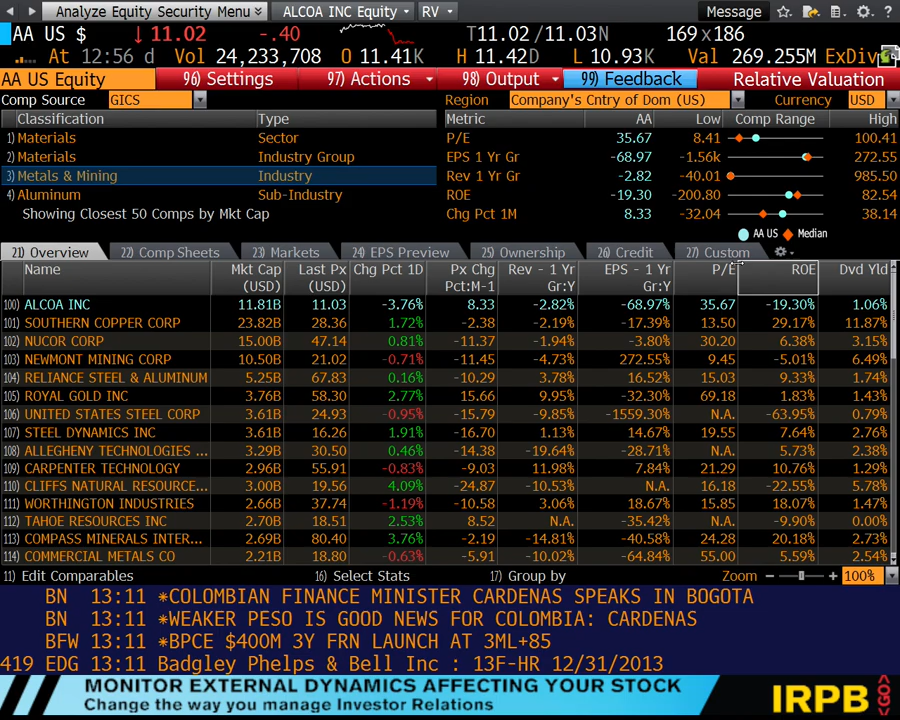 Analyze Equity Security Menu ALCOA INC Equity RV Message
AA US $ ↓ 11.02 -.40 T11.02 /11.03N 169x186
At 12:56 d Vol 24,233,708 O 11.41K H 11.42D L 10.93K Val 269.255M ExDiv
AA US Equity 96) Settings 97) Actions 98) Output 99) Feedback Relative Valuation
Comp Source GICS Region Company's Cntry of Dom (US) Currency USD
Classification Type Metric AA Low Comp Range High
1) Materials Sector P/E 35.67 8.41 100.41
2) Materials Industry Group EPS 1 Yr Gr -68.97 -1.56k 272.55
3) Metals & Mining Industry Rev 1 Yr Gr -2.82 -40.01 985.50
4) Aluminum Sub-Industry ROE -19.30 -200.80 82.54
Showing Closest 50 Comps by Mkt Cap Chg Pct 1M 8.33 -32.04 38.14
AA US Median
21) Overview 22) Comp Sheets 23) Markets 24) EPS Preview 25) Ownership 26) Credit 27) Custom
Name Mkt Cap Last Px Chg Pct 1D Px Chg Rev - 1 Yr EPS - 1 Yr P/E ROE Dvd Yld
(USD) (USD) Pct:M-1 Gr:Y Gr:Y
100) ALCOA INC 11.81B 11.03 -3.76% 8.33 -2.82% -68.97% 35.67 -19.30% 1.06%
101) SOUTHERN COPPER CORP 23.82B 28.36 1.72% -2.38 -2.19% -17.39% 13.50 29.17% 11.87%
102) NUCOR CORP 15.00B 47.14 0.81% -11.37 -1.94% -3.80% 30.20 6.38% 3.15%
103) NEWMONT MINING CORP 10.50B 21.02 -0.71% -11.45 -4.73% 272.55% 9.45 -5.01% 6.49%
104) RELIANCE STEEL & ALUMINUM 5.25B 67.83 0.16% -10.29 3.78% 16.52% 15.03 9.33% 1.74%
105) ROYAL GOLD INC 3.76B 58.30 2.77% 15.66 9.95% -32.30% 69.18 1.83% 1.43%
106) UNITED STATES STEEL CORP 3.61B 24.93 -0.95% -15.79 -9.85% -1559.30% N.A. -63.95% 0.79%
107) STEEL DYNAMICS INC 3.61B 16.26 1.91% -16.70 1.13% 14.67% 19.55 7.64% 2.76%
108) ALLEGHENY TECHNOLOGIES ... 3.29B 30.50 0.46% -14.38 -19.64% -28.71% N.A. 5.73% 2.38%
109) CARPENTER TECHNOLOGY 2.96B 55.91 -0.83% -9.03 11.98% 7.84% 21.29 10.76% 1.29%
110) CLIFFS NATURAL RESOURCE... 3.00B 19.56 4.09% -24.87 -10.53% N.A. 16.18 -22.55% 5.78%
111) WORTHINGTON INDUSTRIES 2.66B 37.74 -1.19% -10.58 3.06% 18.67% 15.85 18.07% 1.47%
112) TAHOE RESOURCES INC 2.70B 18.51 2.53% 8.52 N.A. -35.42% N.A. -9.90% 0.00%
113) COMPASS MINERALS INTER... 2.69B 80.40 3.76% -2.19 -14.81% -40.58% 24.28 20.18% 2.73%
114) COMMERCIAL METALS CO 2.21B 18.80 -0.63% -5.91 -10.02% -64.84% 55.00 5.59% 2.54%
11) Edit Comparables 16) Select Stats 17) Group by Zoom - + 100%
BN 13:11 *COLOMBIAN FINANCE MINISTER CARDENAS SPEAKS IN BOGOTA
BN 13:11 *WEAKER PESO IS GOOD NEWS FOR COLOMBIA: CARDENAS
BFW 13:11 *BPCE $400M 3Y FRN LAUNCH AT 3ML+85
419 EDG 13:11 Badgley Phelps & Bell Inc : 13F-HR 12/31/2013
MONITOR EXTERNAL DYNAMICS AFFECTING YOUR STOCK
Change the way you manage Investor Relations
IRPB <GO>